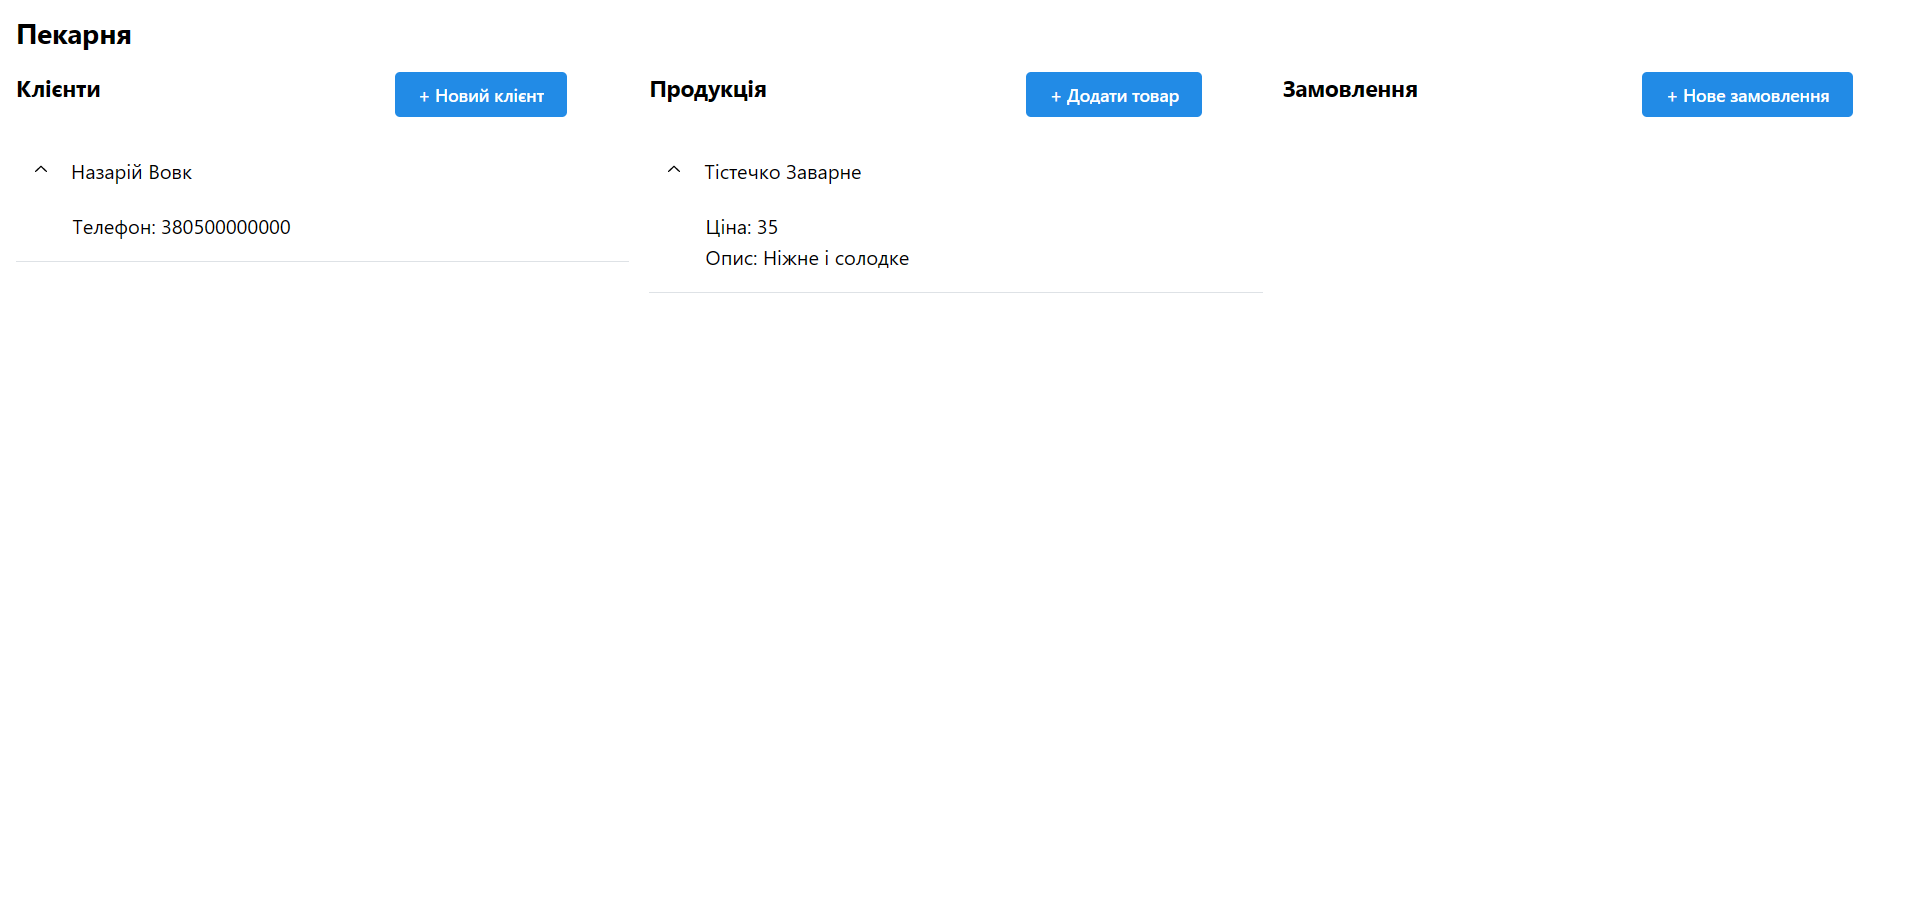 Пекарня
Клієнти
+ Новий клієнт
Назарій Вовк
Телефон: 380500000000
Продукція
+ Додати товар
Тістечко Заварне
Ціна: 35
Опис: Ніжне і солодке
Замовлення
+ Нове замовлення